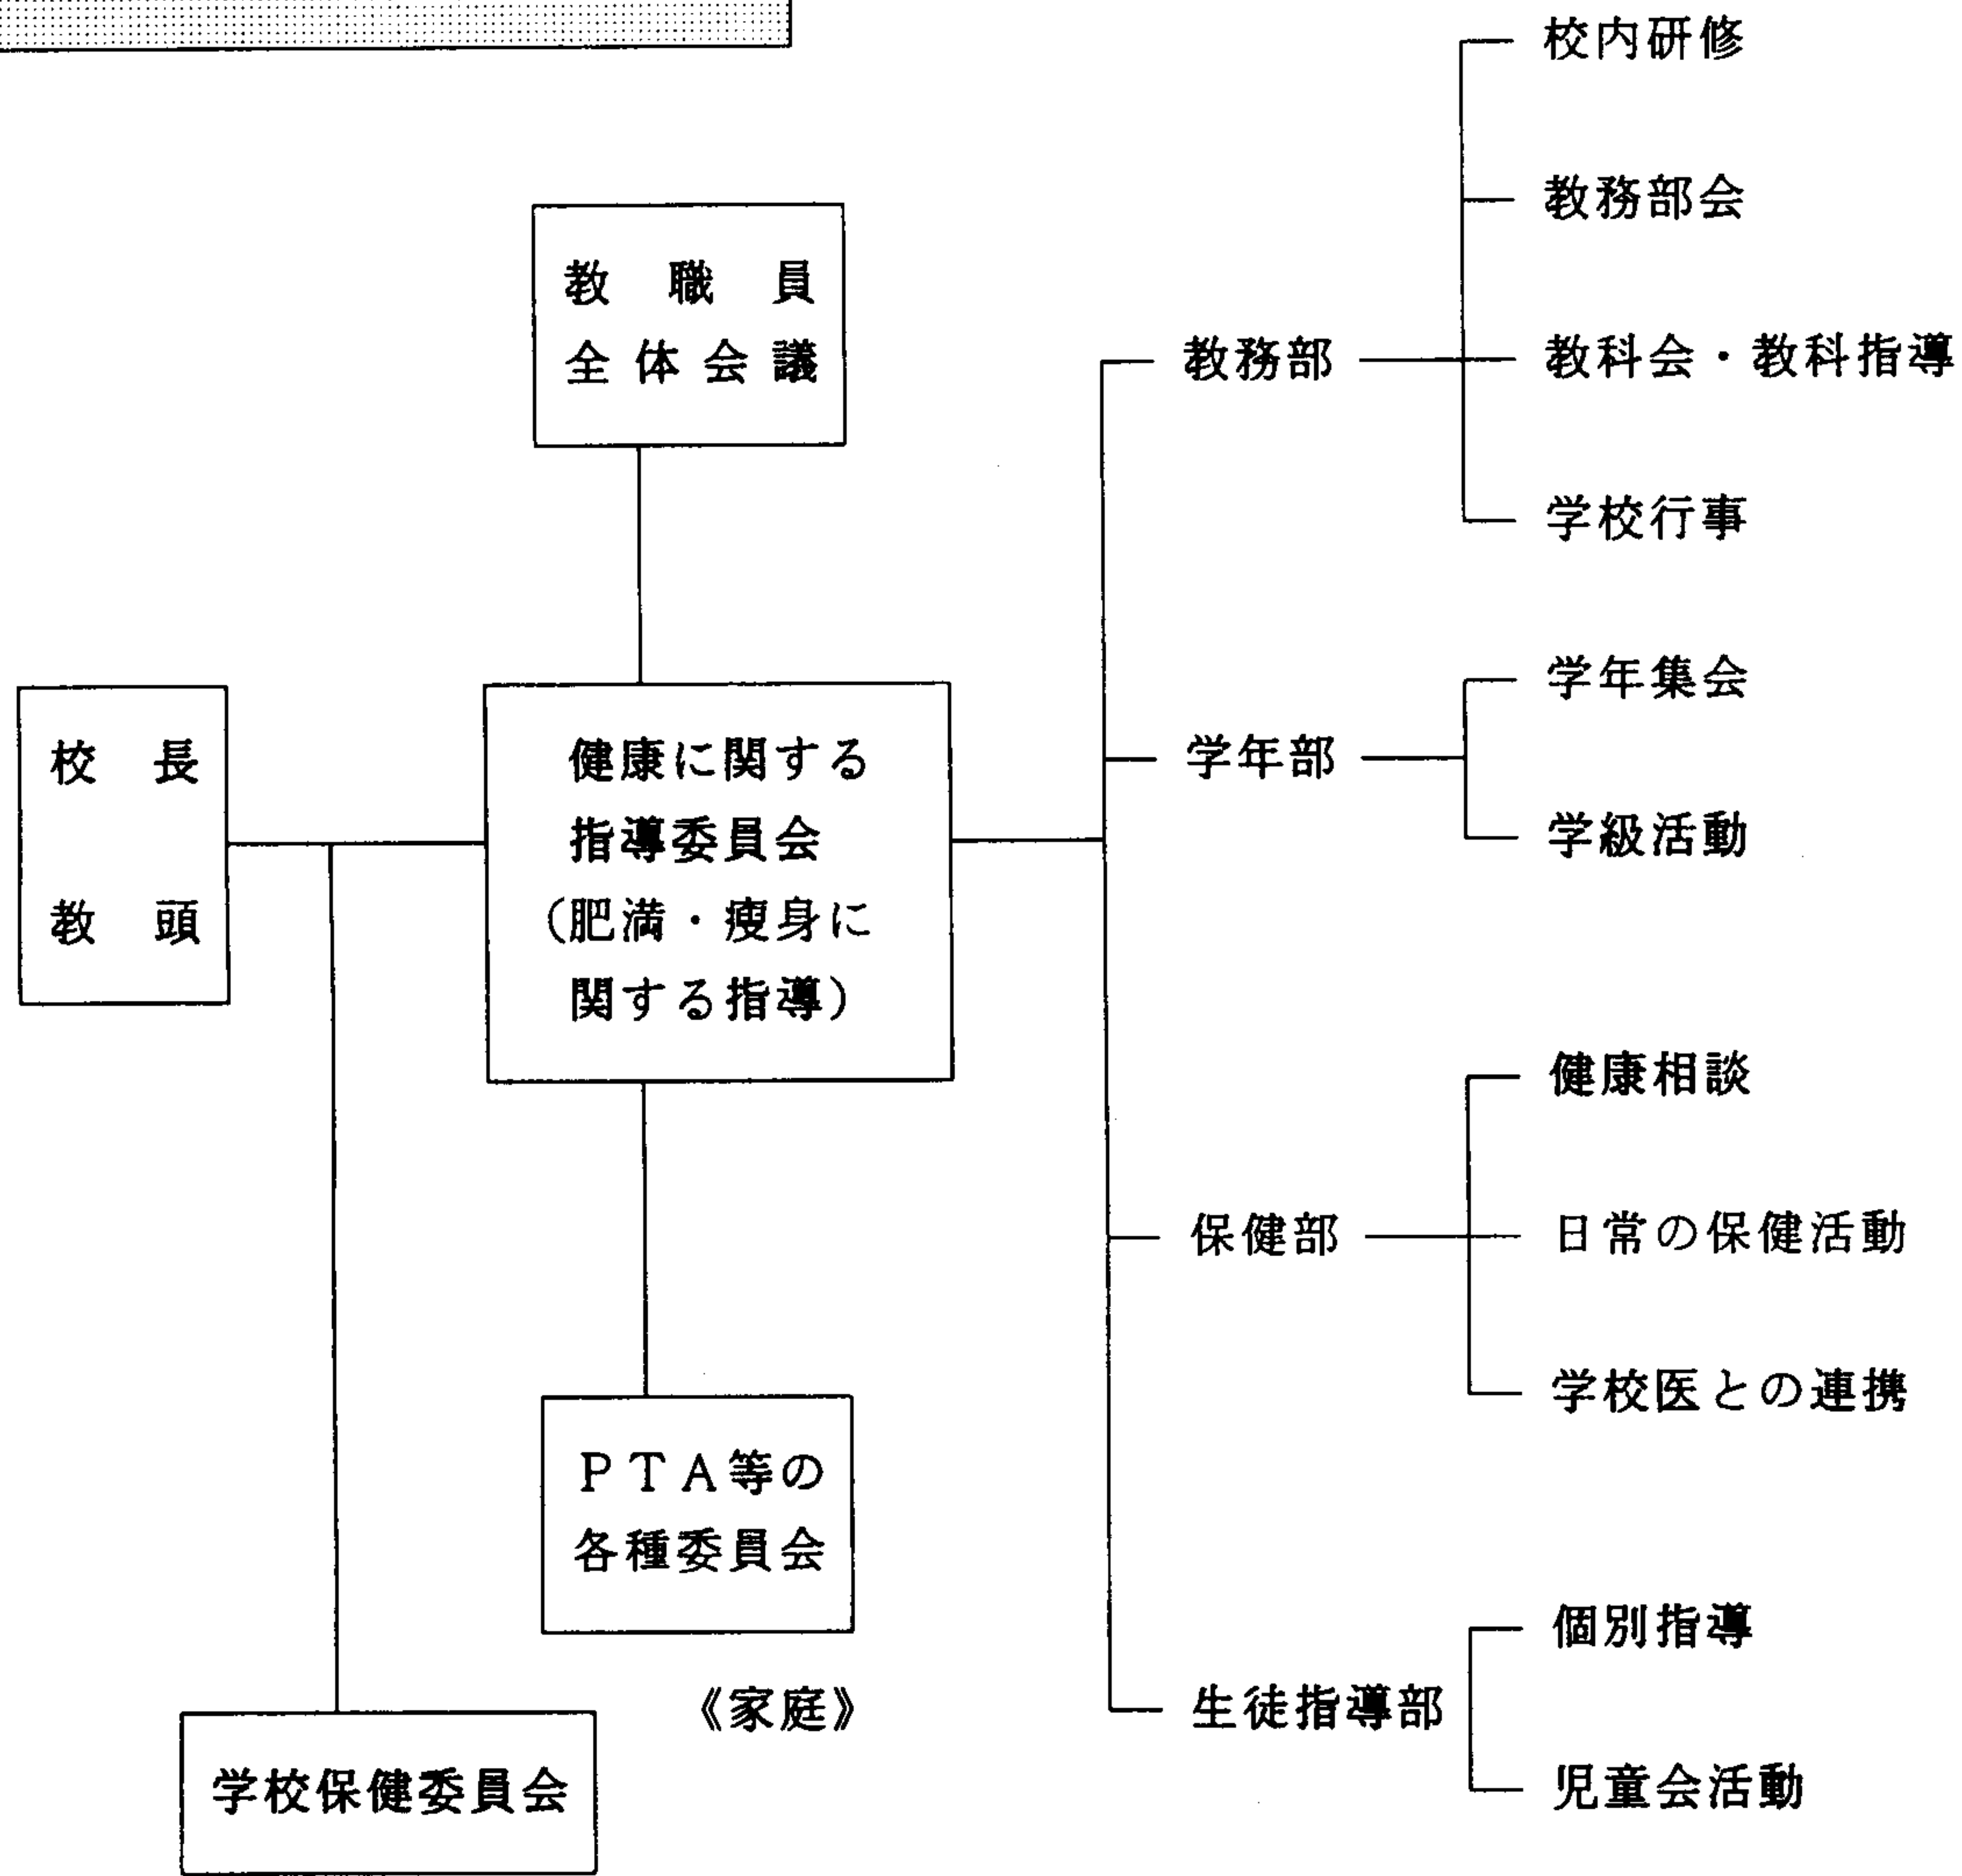 教職員
全体会議
校長
教頭
健康に関する
指導委員会
(肥満・痩身に
関する指導)
PTA等の
各種委員会
《家庭》
学校保健委員会
教務部
校内研修
教務部会
教科会・教科指導
学校行事
学年部
学年集会
学級活動
保健部
健康相談
日常の保健活動
学校医との連携
生徒指導部
個別指導
児童会活動